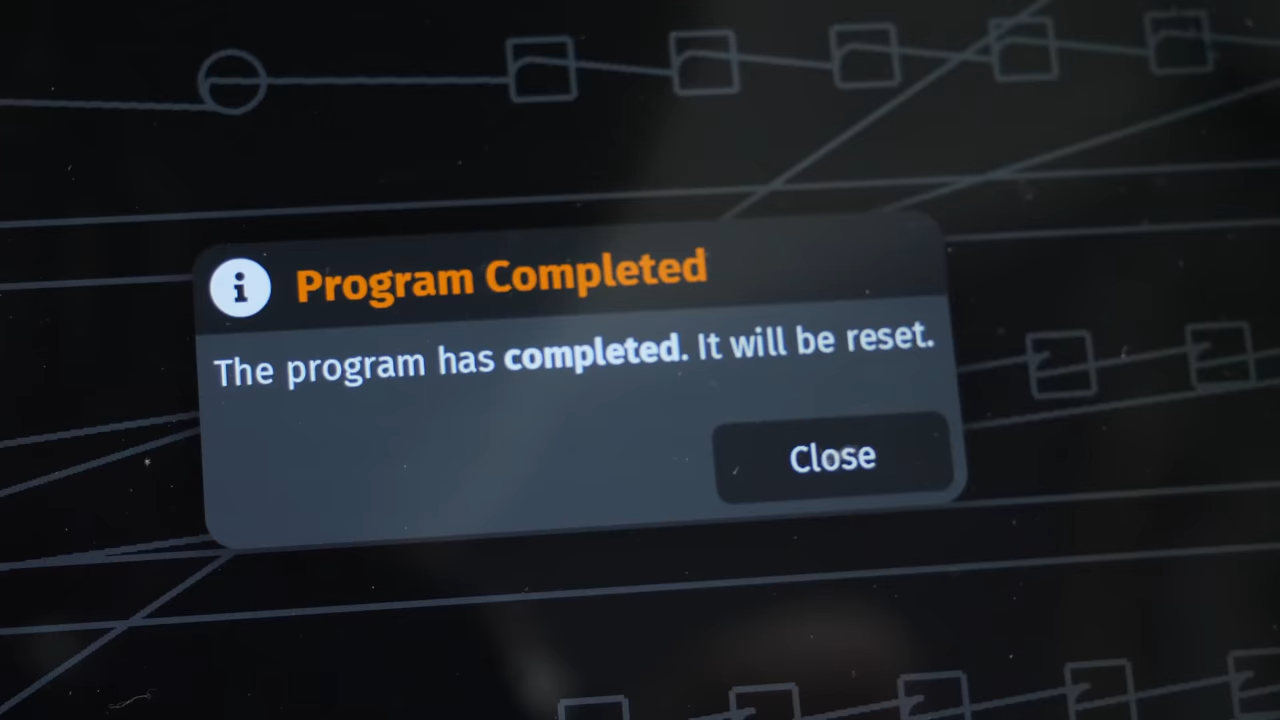 Program Completed
The program has completed. It will be reset.
Close